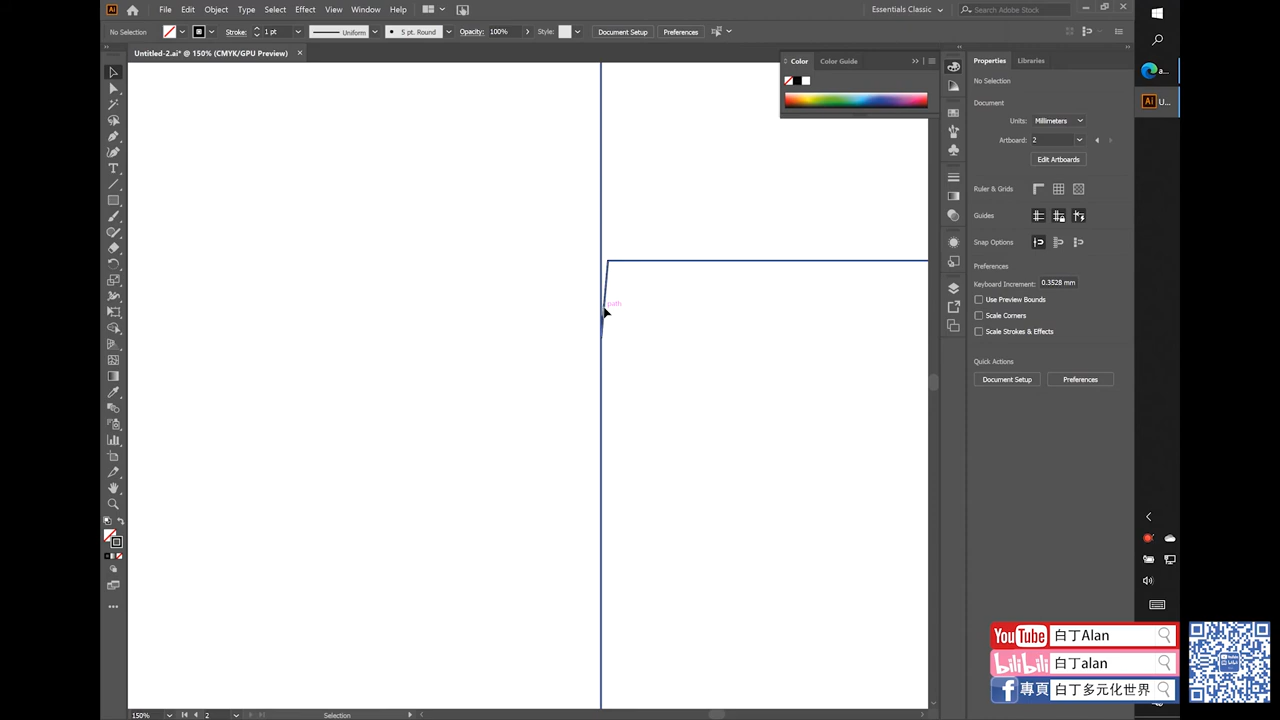 File Edit Object Type Select Effect View Window Help
Essentials Classic
Search Adobe Stock
No Selection
Stroke: 1 pt
Uniform
5 pt. Round
Opacity: 100%
Style:
Document Setup
Preferences
Untitled-2.ai* @ 150% (CMYK/GPU Preview)
Color Color Guide
Properties Libraries
No Selection
Document
Units: Millimeters
Artboard: 2
Edit Artboards
Ruler & Grids
Guides
Snap Options
Preferences
Keyboard Increment: 0.3528 mm
Use Preview Bounds
Scale Corners
Scale Strokes & Effects
Quick Actions
Document Setup
Preferences
path
a...
Ai U...
150%
2
Selection
YouTube 白丁Alan
bilibili 白丁alan
f 專頁 白丁多元化世界